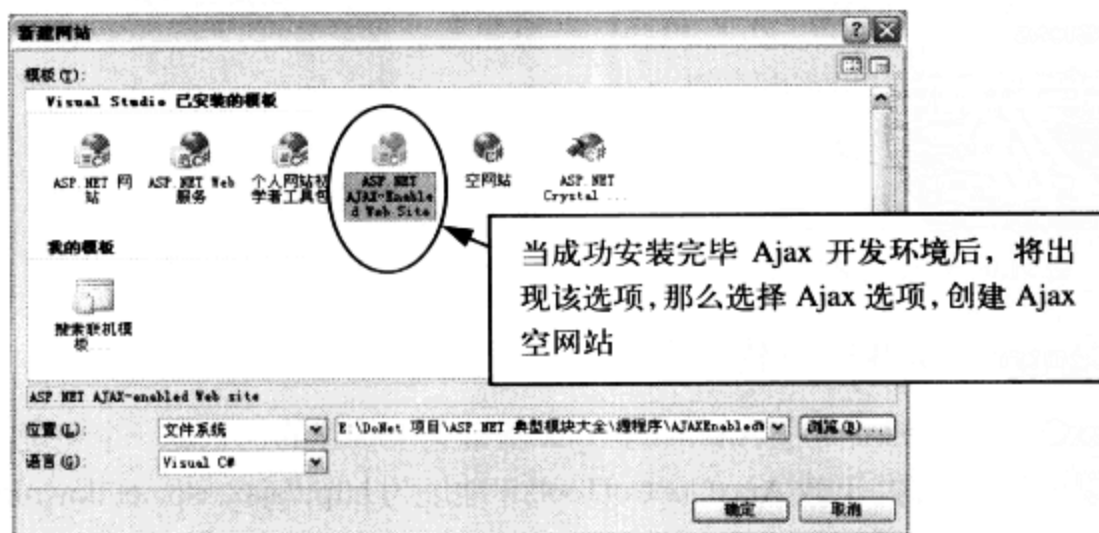 新建网站
模板(T):
Visual Studio 已安装的模板
ASP.NET 网站
ASP.NET Web 服务
个人网站初学者工具包
ASP.NET AJAX-Enabled Web Site
空网站
ASP.NET Crystal ...
我的模板
搜索联机模板...
当成功安装完毕 Ajax 开发环境后，将出
现该选项，那么选择 Ajax 选项，创建 Ajax
空网站
ASP.NET AJAX-enabled Web site
位置(L):
文件系统
E:\DoNet 项目\ASP.NET 典型模块大全\源程序\AJAXEnabled
浏览(B)...
语言(G):
Visual C#
确定
取消